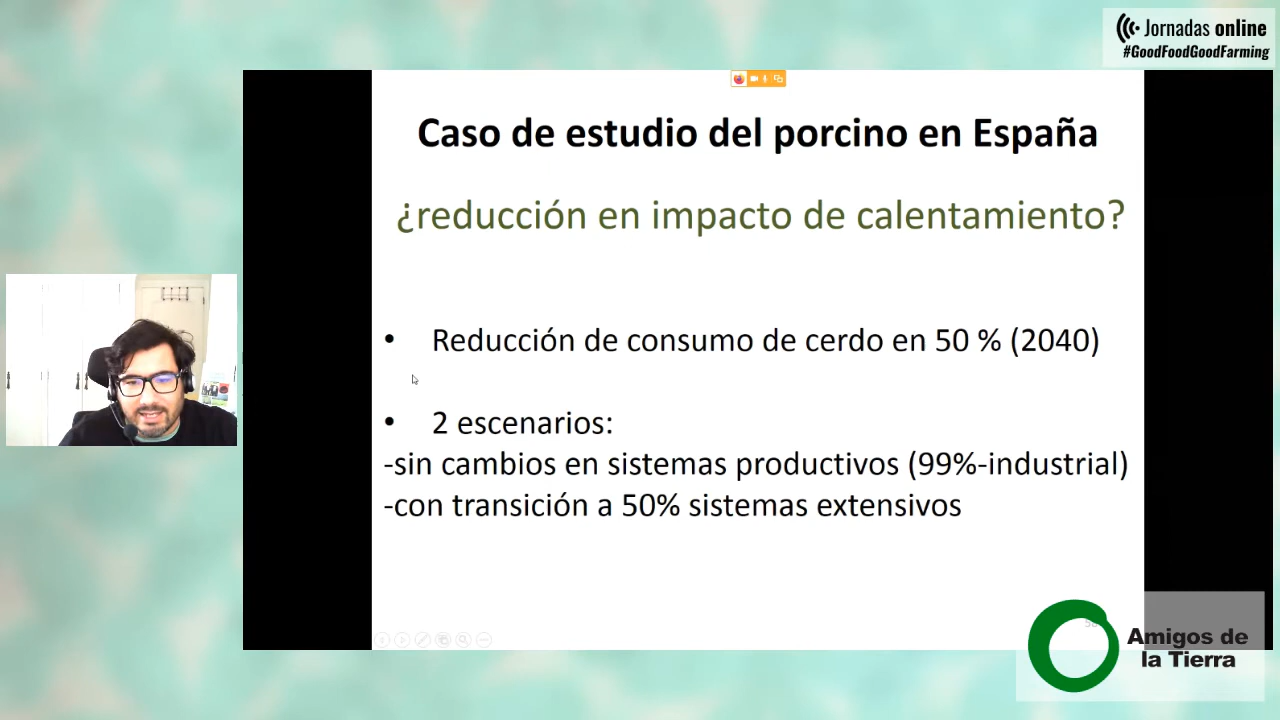 Jornadas online
#GoodFoodGoodFarming
Caso de estudio del porcino en España
¿reducción en impacto de calentamiento?
• Reducción de consumo de cerdo en 50 % (2040)
• 2 escenarios:
-sin cambios en sistemas productivos (99%-industrial)
-con transición a 50% sistemas extensivos
Amigos de
la Tierra